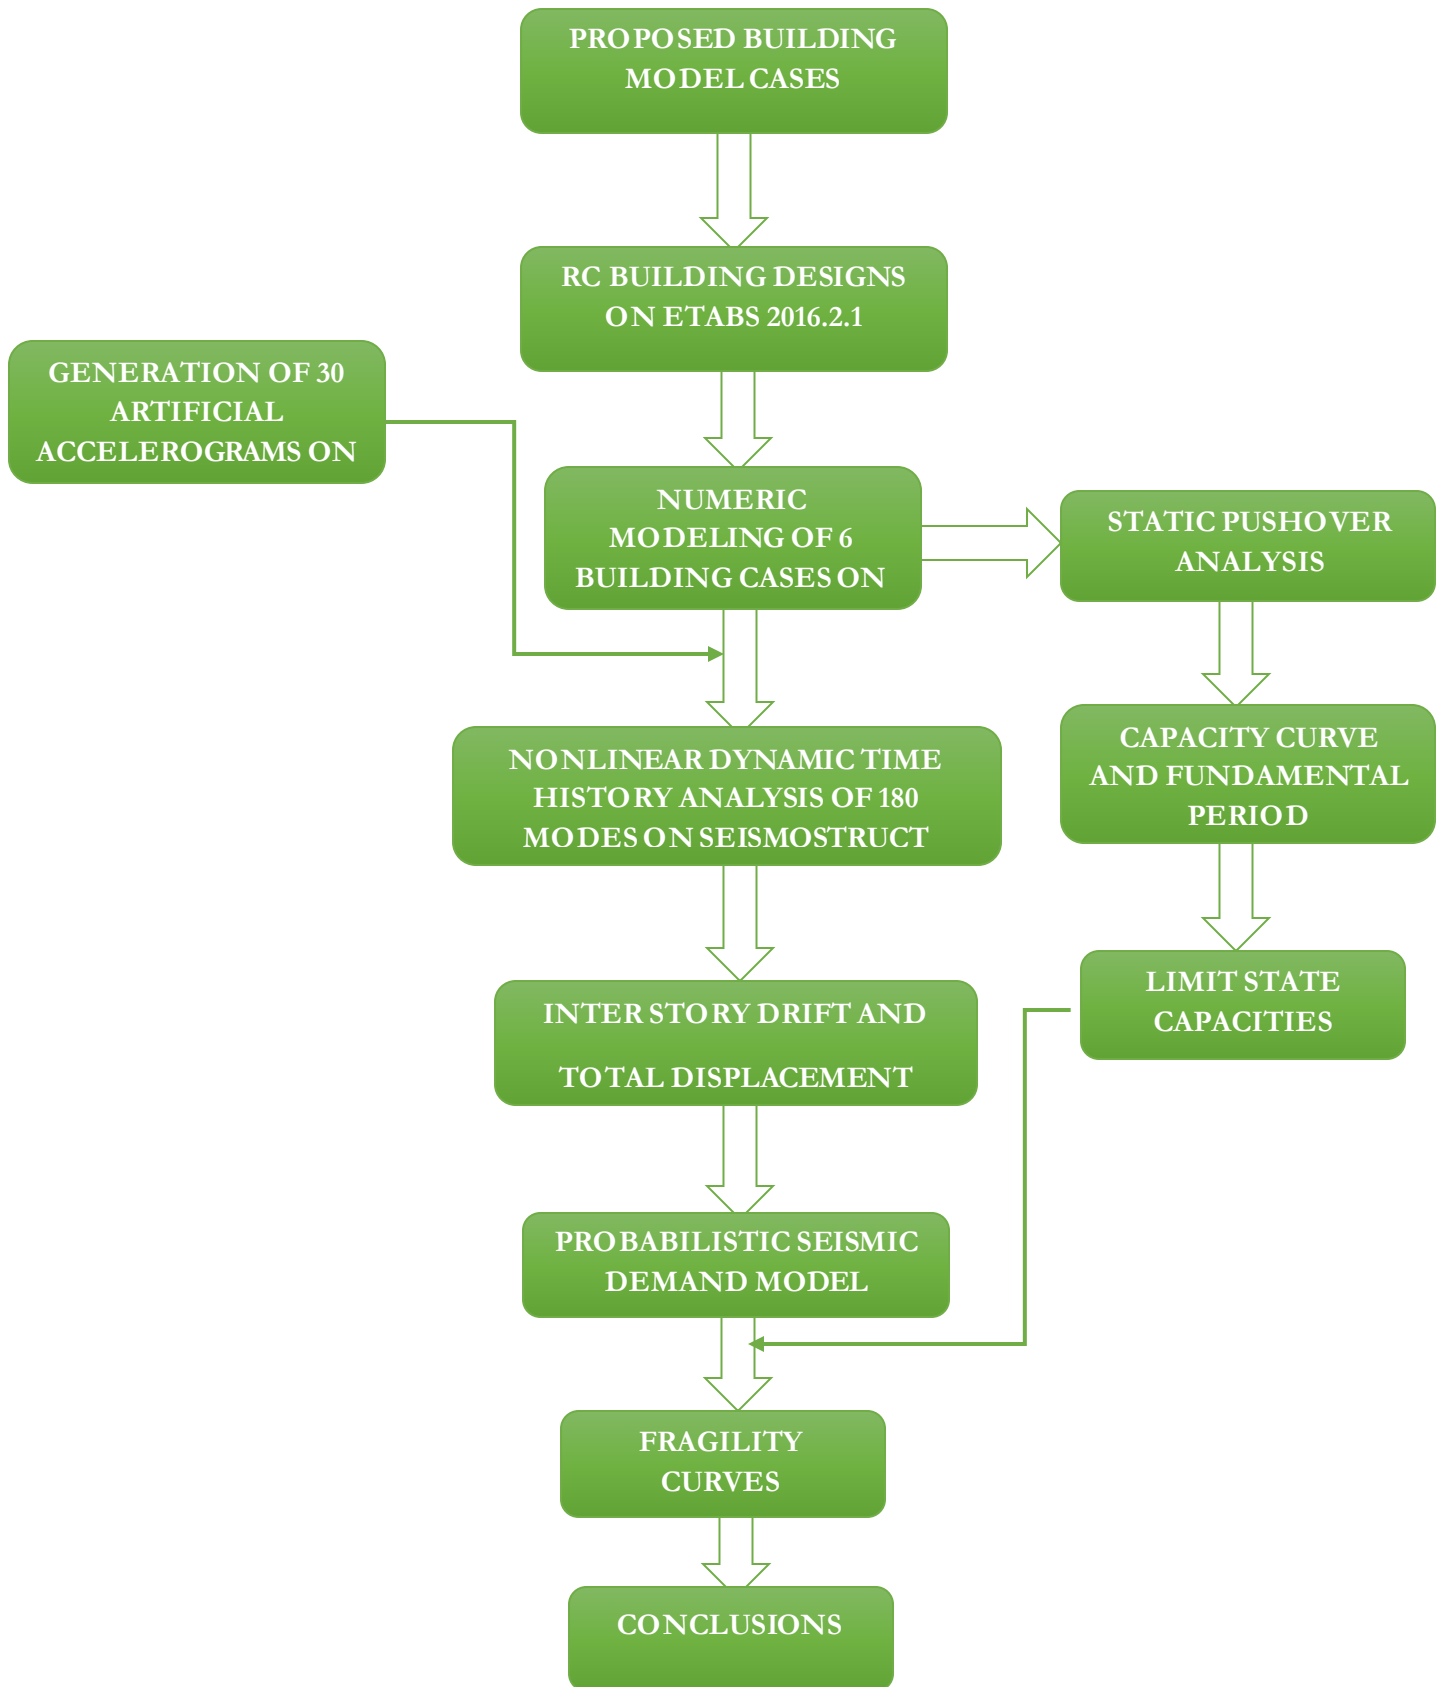 PROPOSED BUILDING
MODEL CASES
RC BUILDING DESIGNS
ON ETABS 2016.2.1
GENERATION OF 30
ARTIFICIAL
ACCELEROGRAMS ON
NUMERIC
MODELING OF 6
BUILDING CASES ON
STATIC PUSHOVER
ANALYSIS
NONLINEAR DYNAMIC TIME
HISTORY ANALYSIS OF 180
MODES ON SEISMOSTRUCT
CAPACITY CURVE
AND FUNDAMENTAL
PERIOD
INTER STORY DRIFT AND
TOTAL DISPLACEMENT
LIMIT STATE
CAPACITIES
PROBABILISTIC SEISMIC
DEMAND MODEL
FRAGILITY
CURVES
CONCLUSIONS